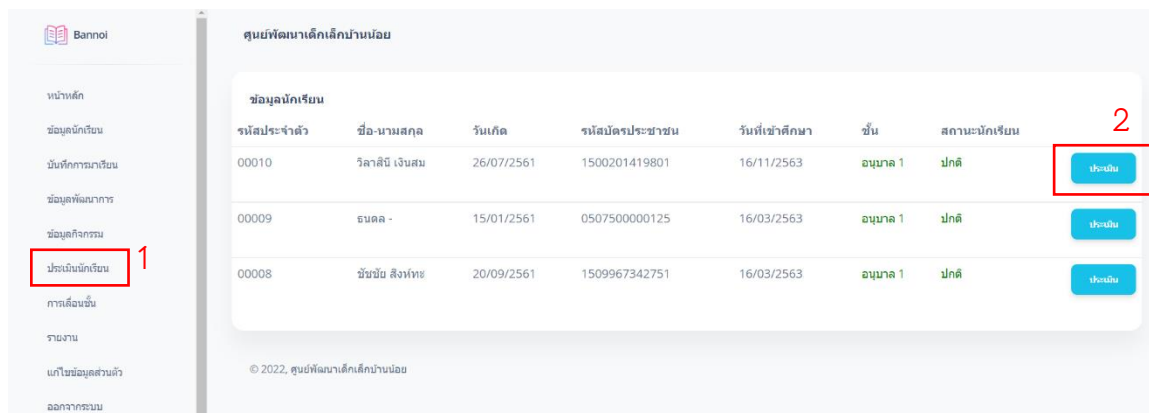 Bannoi
ศูนย์พัฒนาเด็กเล็กบ้านน้อย
หน้าหลัก
ข้อมูลนักเรียน
บันทึกการมาเรียน
ข้อมูลพัฒนาการ
ข้อมูลกิจกรรม
ประเมินนักเรียน
1
การเลื่อนชั้น
รายงาน
แก้ไขข้อมูลส่วนตัว
ออกจากระบบ
ข้อมูลนักเรียน
รหัสประจำตัว ชื่อ-นามสกุล วันเกิด รหัสบัตรประชาชน วันที่เข้าศึกษา ชั้น สถานะนักเรียน
2
00010 วิลาสินี เงินสม 26/07/2561 1500201419801 16/11/2563 อนุบาล 1 ปกติ ประเมิน
00009 ธนดล - 15/01/2561 0507500000125 16/03/2563 อนุบาล 1 ปกติ ประเมิน
00008 ชัชชัย สิงห์ทะ 20/09/2561 1509967342751 16/03/2563 อนุบาล 1 ปกติ ประเมิน
© 2022, ศูนย์พัฒนาเด็กเล็กบ้านน้อย